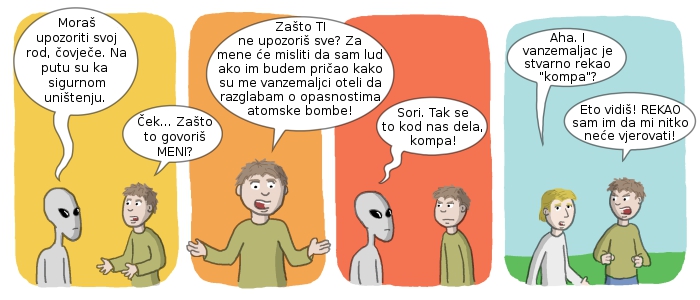 Moraš
upozoriti svoj
rod, čovječe. Na
putu su ka
sigurnom
uništenju.
Ček... Zašto
to govoriš
MENI?
Zašto TI
ne upozoriš sve? Za
mene će misliti da sam lud
ako im budem pričao kako
su me vanzemaljci oteli da
razglabam o opasnostima
atomske bombe!
Sori. Tak se
to kod nas dela,
kompa!
Aha. I
vanzemaljac je
stvarno rekao
"kompa"?
Eto vidiš! REKAO
sam im da mi nitko
neće vjerovati!